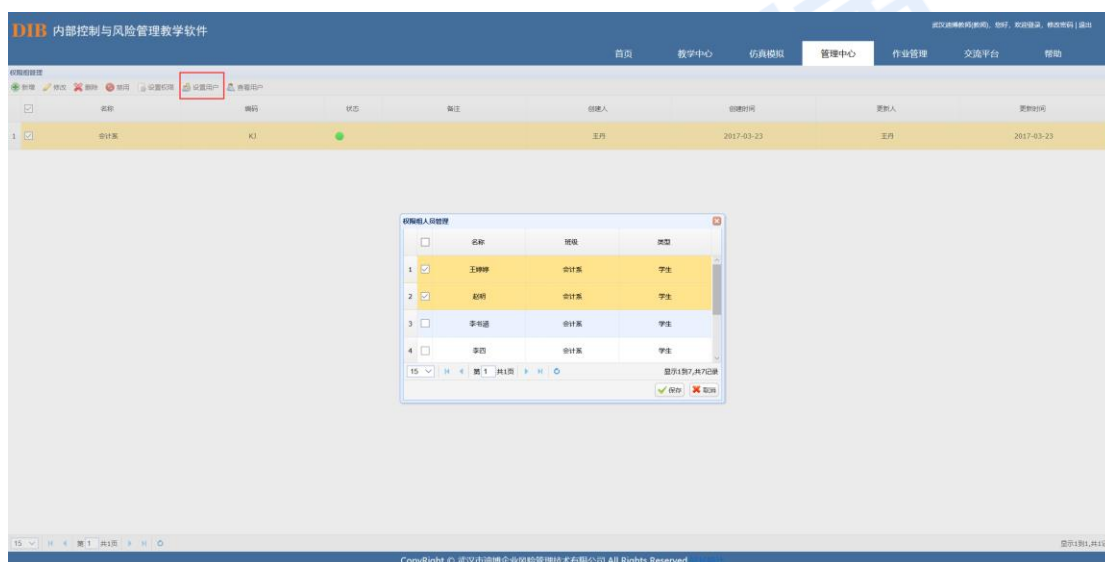 DIB 内部控制与风险管理教学软件
武汉迪博教师(教师)、您好，欢迎登录，修改密码 | 退出
首页 教学中心 仿真模拟 管理中心 作业管理 交流平台 帮助
权限组管理
新增 修改 删除 禁用 设置权限 设置用户 查看用户
名称 编码 状态 备注 创建人 创建时间 更新人 更新时间
1 会计系 KJ 王丹 2017-03-23 王丹 2017-03-23
权限组人员管理
名称 班级 类型
1 王婷婷 会计系 学生
2 赵明 会计系 学生
3 会计系 学生
4 李四 会计系 学生
15 第 1 共1页 显示1到7,共7记录
保存 取消
15 第 1 共1页 显示1到1,共1
CopyRight © 武汉市迪博企业风险管理技术有限公司 All Rights Reserved